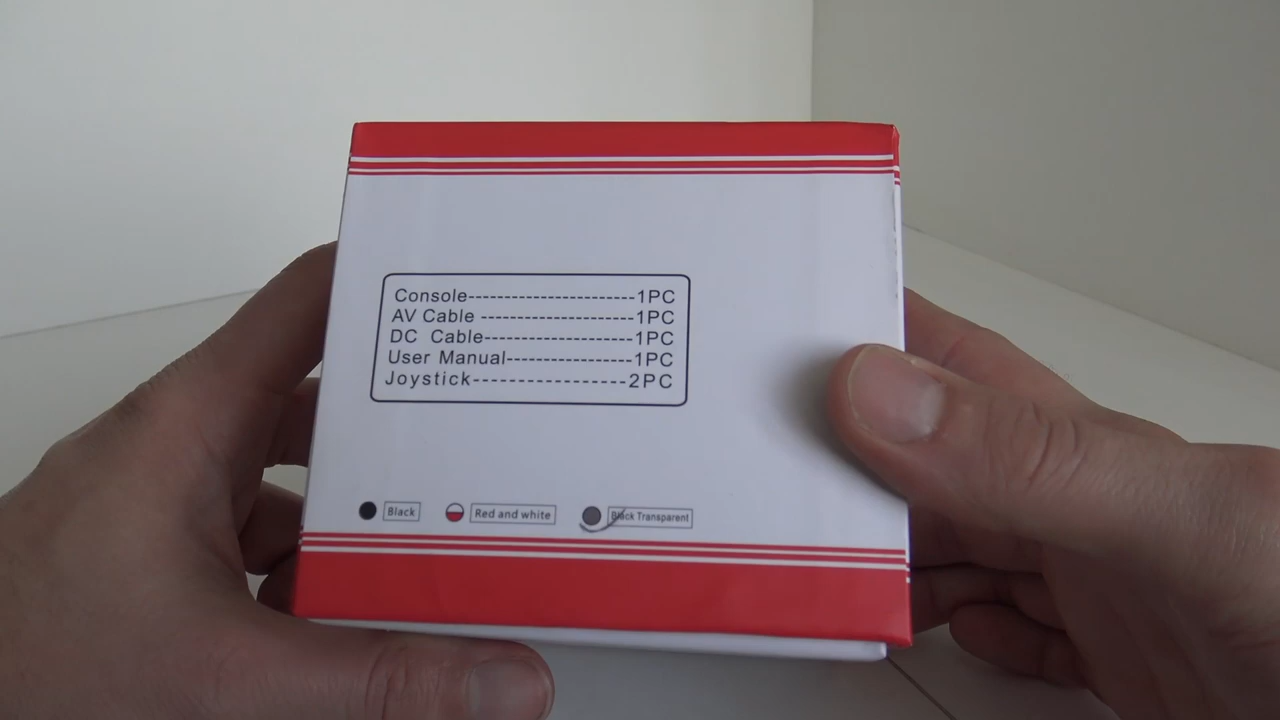 Console-----------------------1PC
AV Cable ---------------------1PC
DC Cable---------------------1PC
User Manual------------------1PC
Joystick----------------------2PC
Black Red and white Black Transparent